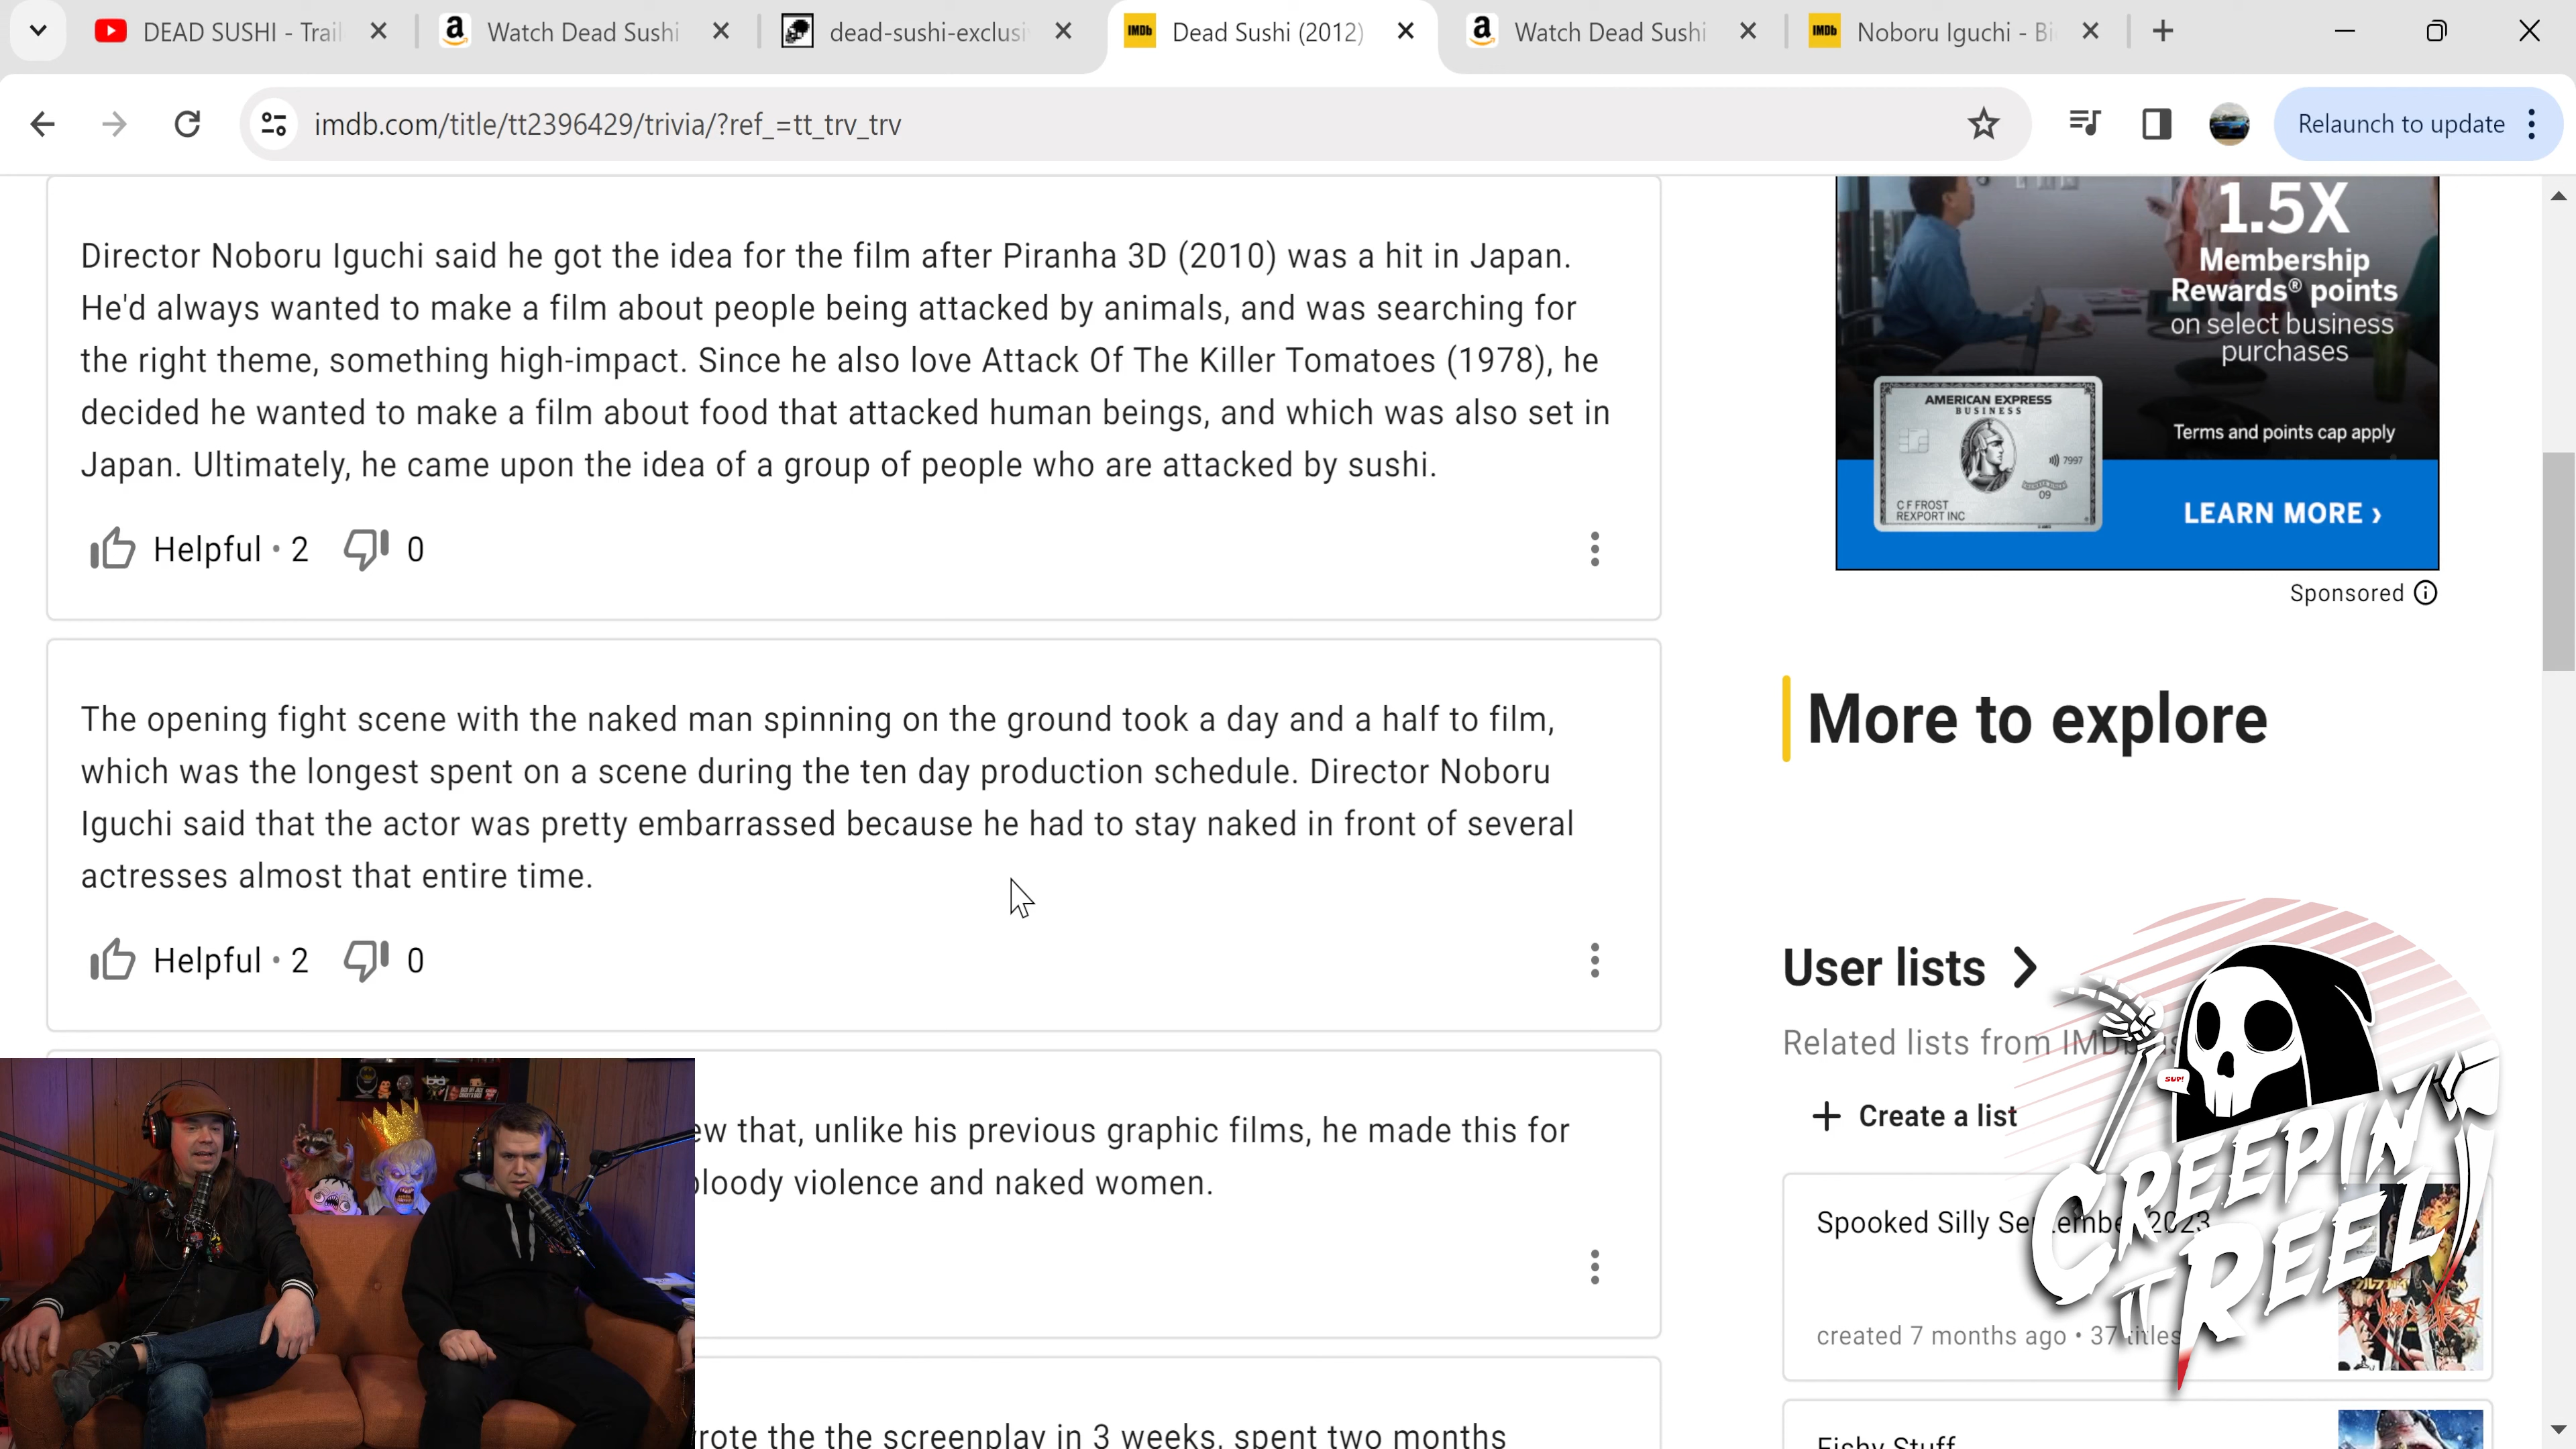 DEAD SUSHI - Trail
Watch Dead Sushi
dead-sushi-exclusi
IMDb
Dead Sushi (2012)
Watch Dead Sushi
IMDb
Noboru Iguchi - Bi
imdb.com/title/tt2396429/trivia/?ref_=tt_trv_trv
Relaunch to update
Director Noboru Iguchi said he got the idea for the film after Piranha 3D (2010) was a hit in Japan.
He'd always wanted to make a film about people being attacked by animals, and was searching for
the right theme, something high-impact. Since he also love Attack Of The Killer Tomatoes (1978), he
decided he wanted to make a film about food that attacked human beings, and which was also set in
Japan. Ultimately, he came upon the idea of a group of people who are attacked by sushi.
Helpful • 2 0
The opening fight scene with the naked man spinning on the ground took a day and a half to film,
which was the longest spent on a scene during the ten day production schedule. Director Noboru
Iguchi said that the actor was pretty embarrassed because he had to stay naked in front of several
actresses almost that entire time.
Helpful • 2 0
ew that, unlike his previous graphic films, he made this for
bloody violence and naked women.
rote the the screenplay in 3 weeks, spent two months
1.5X
Membership
Rewards® points
on select business
purchases
AMERICAN EXPRESS
BUSINESS
7997
09
C F FROST
REXPORT INC
Terms and points cap apply
LEARN MORE ›
Sponsored
More to explore
User lists
Related lists from IMDb
Create a list
Spooked Silly September 2023
created 7 months ago • 37 titles
Fishy Stuff
SUP!
CREEPIN'
IT REEL